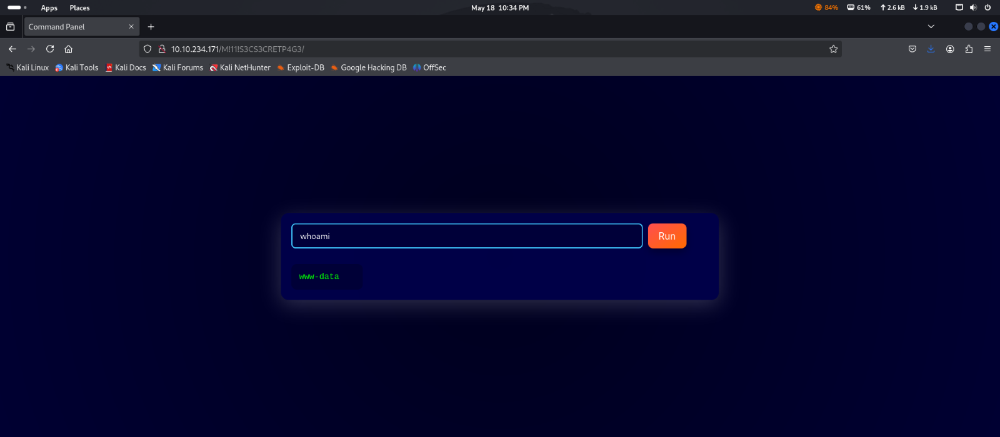 Apps Places May 18 10:34 PM 84% 61% 2.6 kB 1.9 kB
Command Panel
10.10.234.171/M!11!S3CS3CRETP4G3/
Kali Linux Kali Tools Kali Docs Kali Forums Kali NetHunter Exploit-DB Google Hacking DB OffSec
whoami Run
www-data